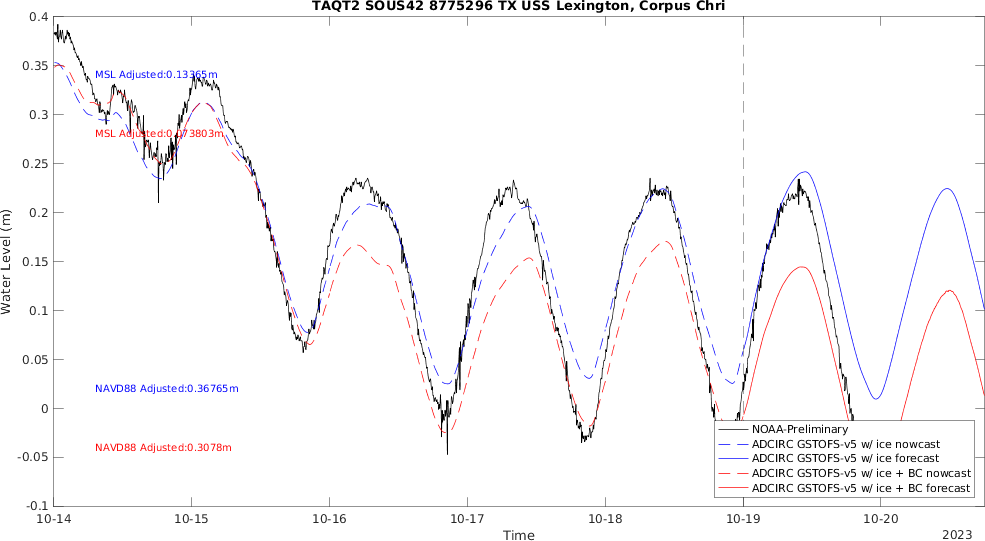 TAQT2 SOUS42 8775296 TX USS Lexington, Corpus Chri
0.4
0.35
0.3
0.25
0.2
0.15
0.1
0.05
0
-0.05
-0.1
Water Level (m)
MSL Adjusted:0.13365m
MSL Adjusted:0.073803m
NAVD88 Adjusted:0.36765m
NAVD88 Adjusted:0.3078m
NOAA-Preliminary
ADCIRC GSTOFS-v5 w/ ice nowcast
ADCIRC GSTOFS-v5 w/ ice forecast
ADCIRC GSTOFS-v5 w/ ice + BC nowcast
ADCIRC GSTOFS-v5 w/ ice + BC forecast
10-14 10-15 10-16 10-17 10-18 10-19 10-20
Time
2023